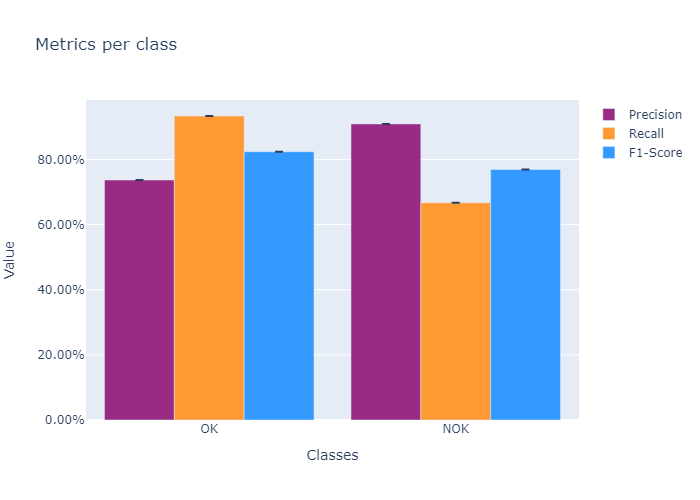 Metrics per class
Precision
Recall
F1-Score
80.00%
60.00%
40.00%
20.00%
0.00%
Value
OK
NOK
Classes